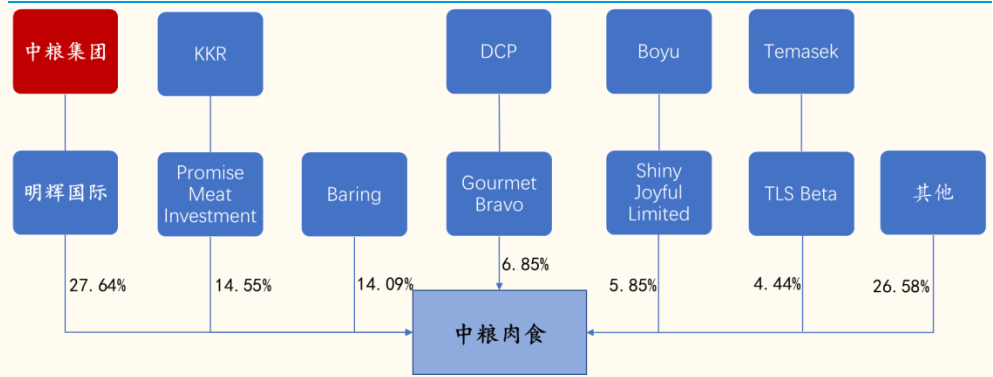 中粮集团
KKR
DCP
Boyu
Temasek
明辉国际
Promise
Meat
Investment
Baring
Gourmet
Bravo
Shiny
Joyful
Limited
TLS Beta
其他
27.64%
14.55%
14.09%
6.85%
5.85%
4.44%
26.58%
中粮肉食